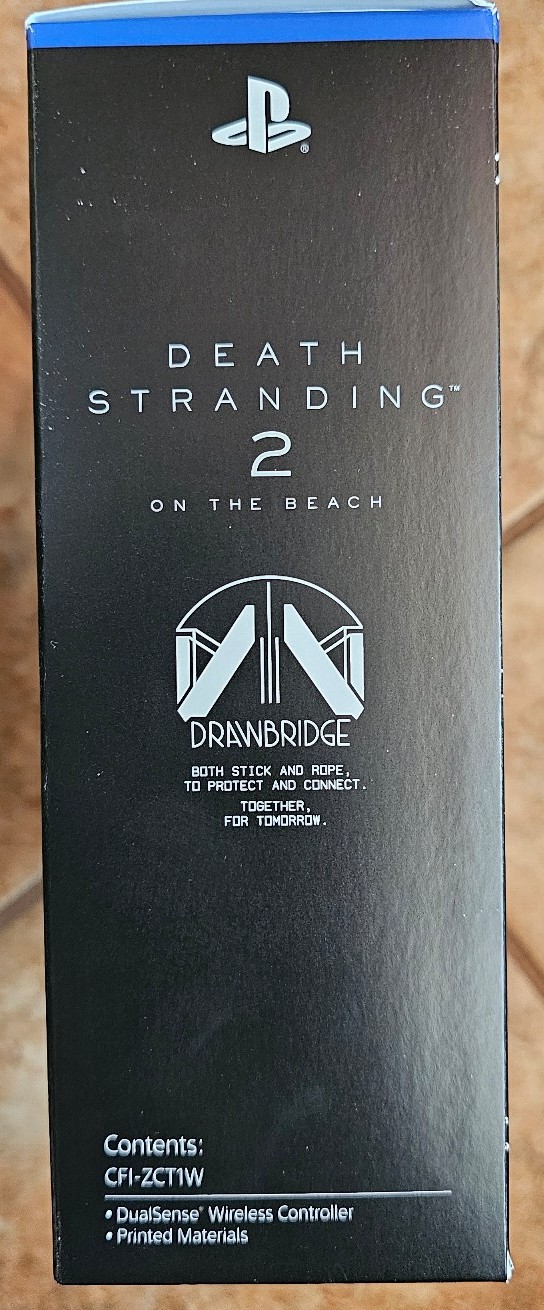 DEATH
STRANDING™
2
ON THE BEACH
DRAWBRIDGE
BOTH STICK AND ROPE,
TO PROTECT AND CONNECT.
TOGETHER,
FOR TOMORROW.
Contents:
CFI-ZCT1W
• DualSense® Wireless Controller
• Printed Materials